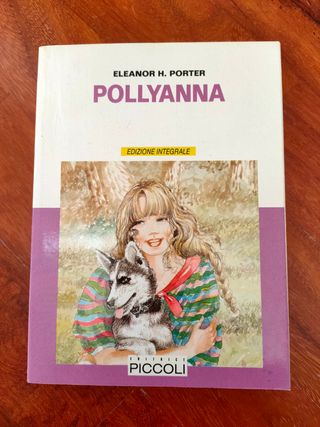 ELEANOR H. PORTER
POLLYANNA
EDIZIONE INTEGRALE
EDITRICE
PICCOLI